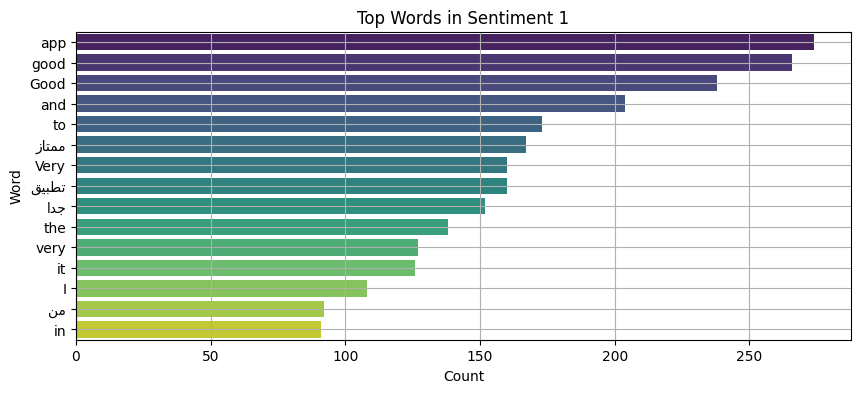 Top Words in Sentiment 1
Word
app
good
Good
and
to
ممتاز
Very
تطبيق
جدا
the
very
it
I
من
in
0 50 100 150 200 250
Count